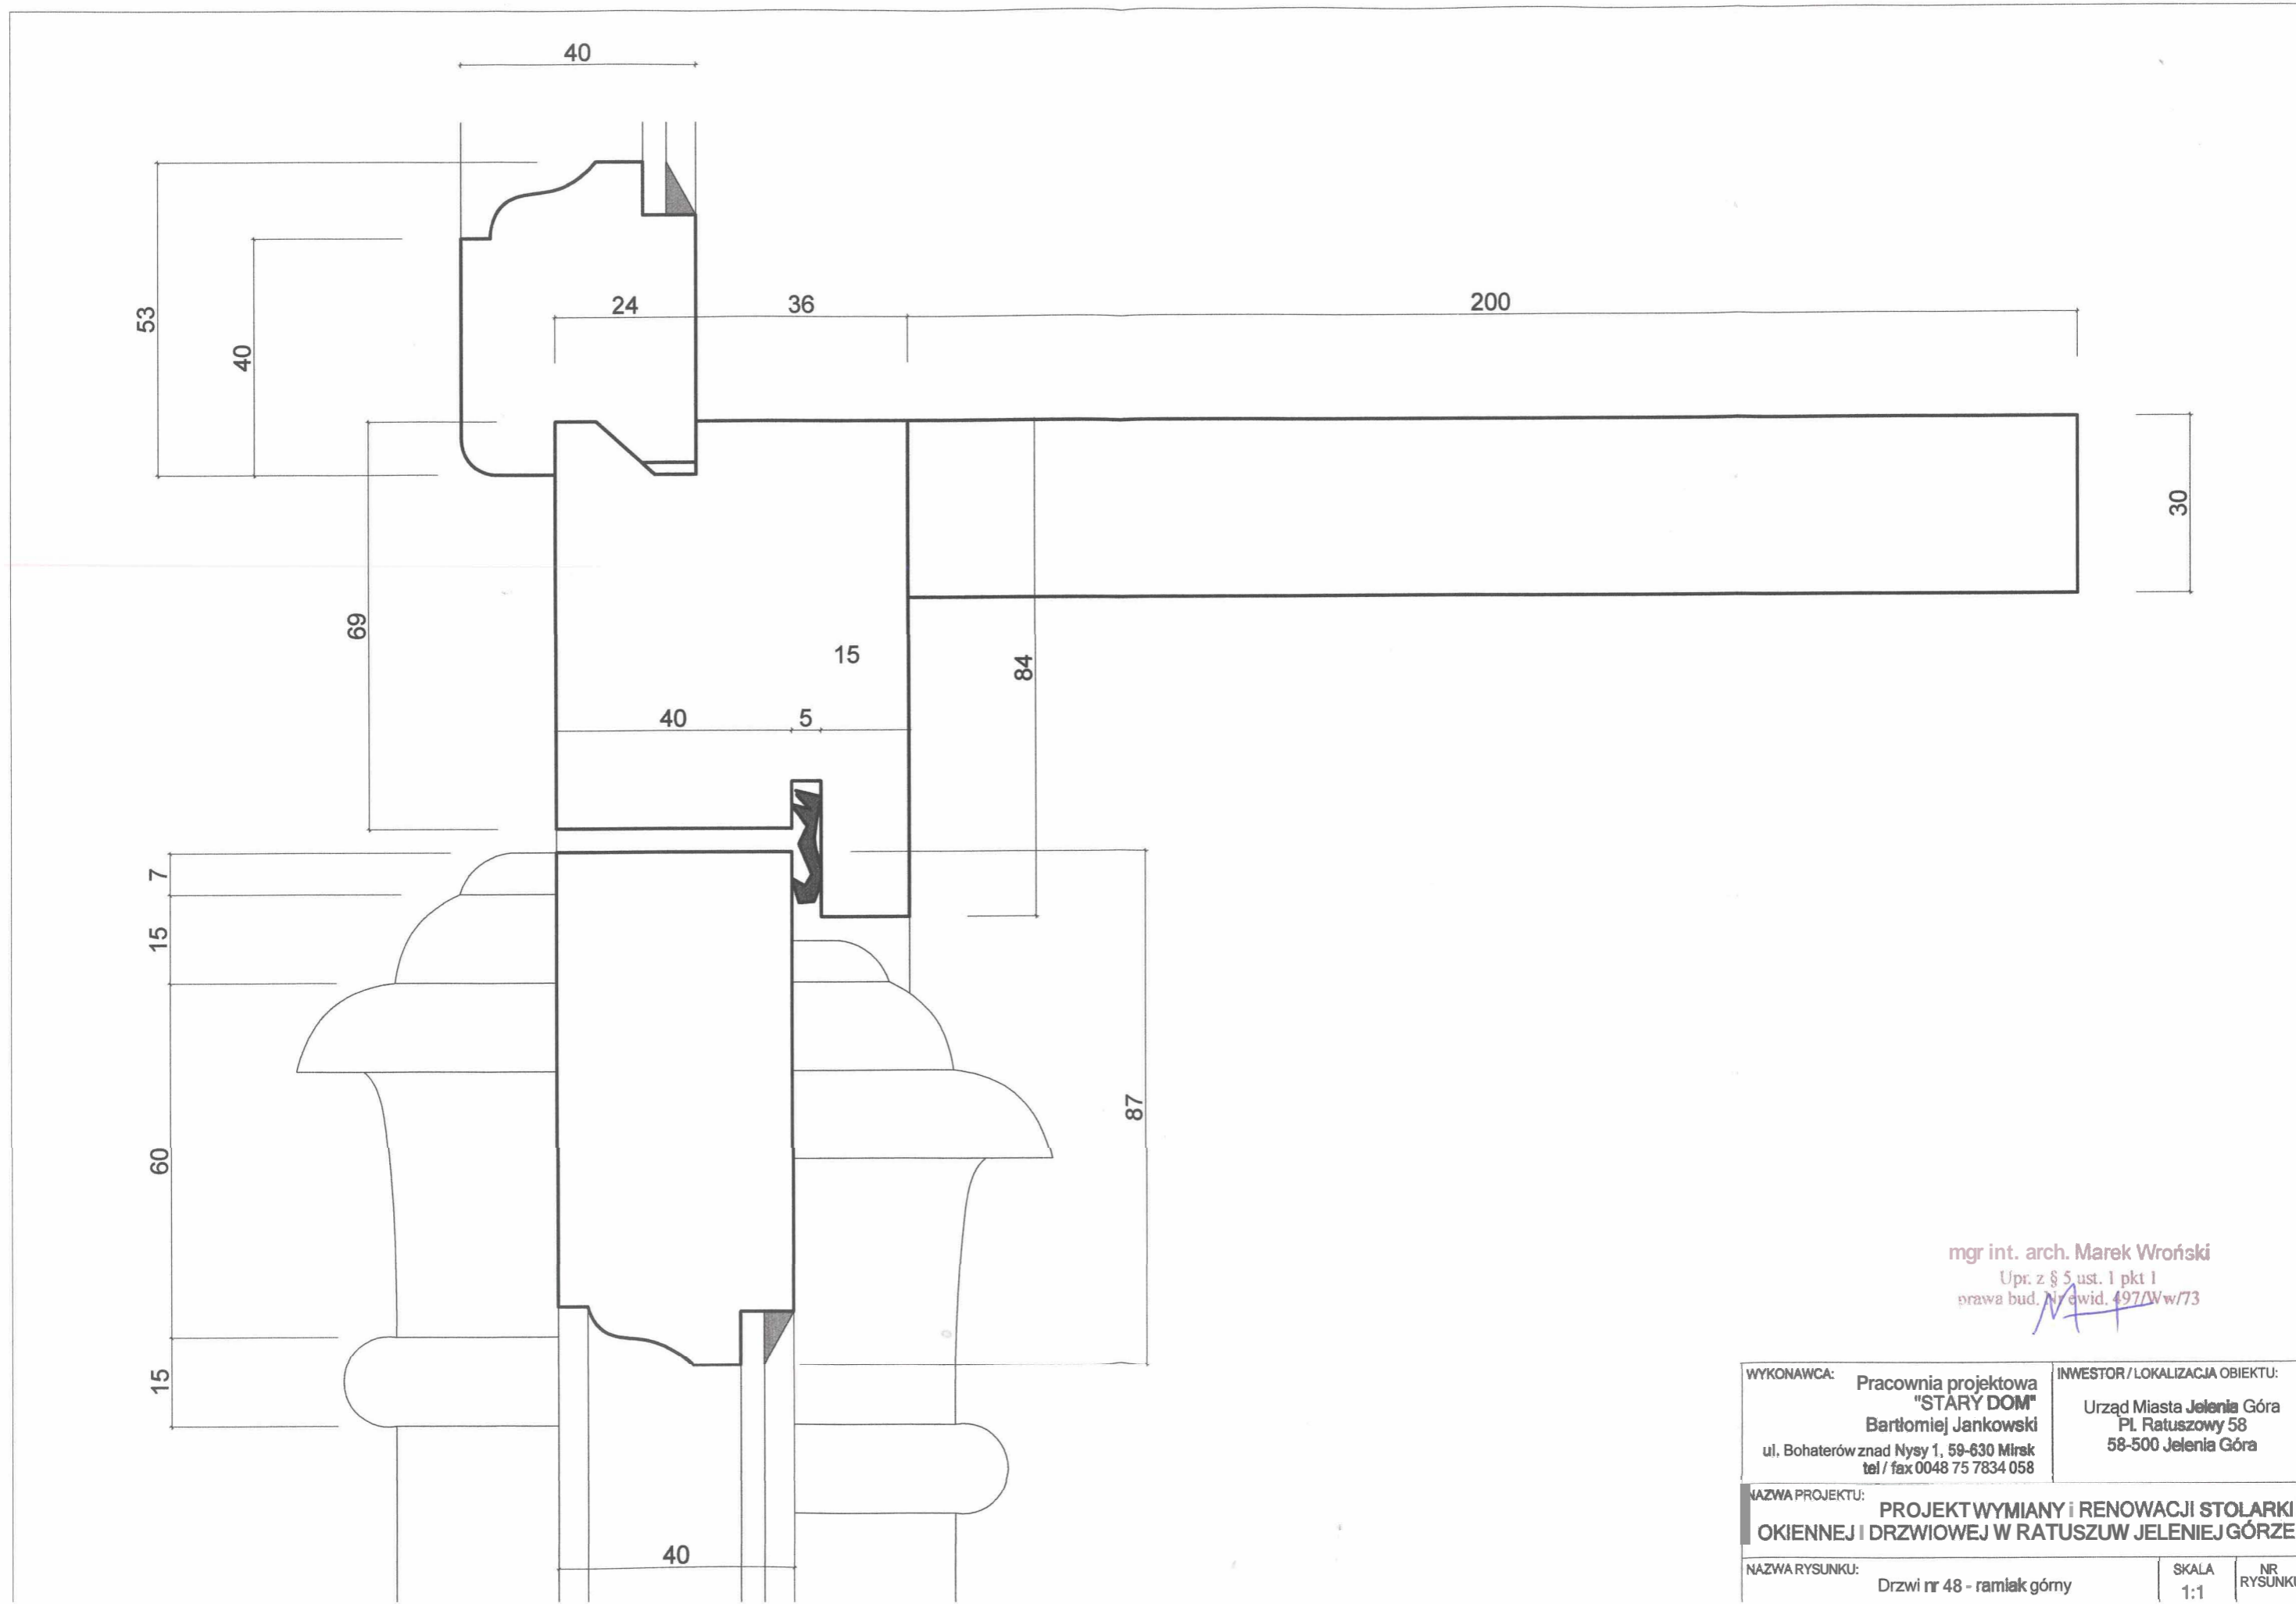 40
53
40
24
36
200
30
69
15
84
40
5
7
15
60
15
87
40
mgr int. arch. Marek Wroński
Upr. z § 5 ust. 1 pkt 1
prawa bud. Nr ewid. 497/Ww/73
WYKONAWCA:
Pracownia projektowa
"STARY DOM"
Bartłomiej Jankowski
ul. Bohaterów znad Nysy 1, 59-630 Mirsk
tel / fax 0048 75 7834 058
INWESTOR / LOKALIZACJA OBIEKTU:
Urząd Miasta Jelenia Góra
Pl. Ratuszowy 58
58-500 Jelenia Góra
NAZWA PROJEKTU:
PROJEKT WYMIANY i RENOWACJI STOLARKI
OKIENNEJ I DRZWIOWEJ W RATUSZU W JELENIEJ GÓRZE
NAZWA RYSUNKU:
Drzwi nr 48 - ramiak górny
SKALA
1:1
NR
RYSUNKU